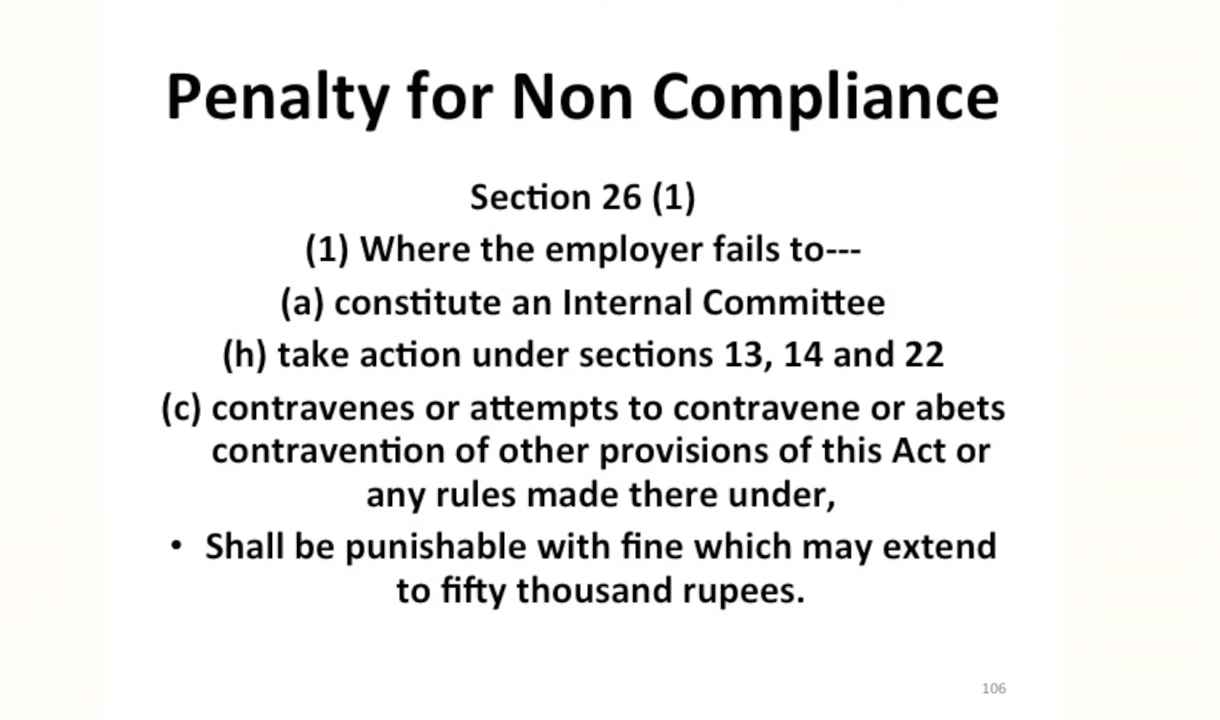 Penalty for Non Compliance
Section 26 (1)
(1) Where the employer fails to---
(a) constitute an Internal Committee
(h) take action under sections 13, 14 and 22
(c) contravenes or attempts to contravene or abets
contravention of other provisions of this Act or
any rules made there under,
• Shall be punishable with fine which may extend
to fifty thousand rupees.
106